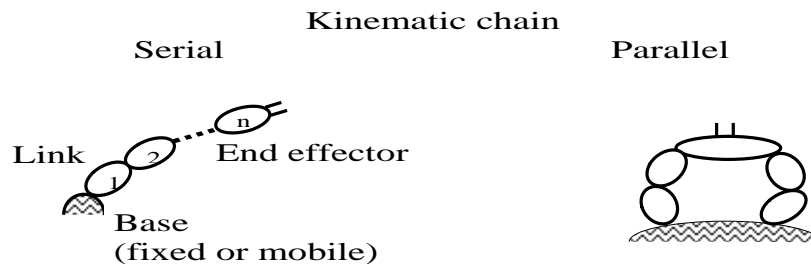 Kinematic chain
Serial
Parallel
n
Link
2
End effector
1
Base
(fixed or mobile)